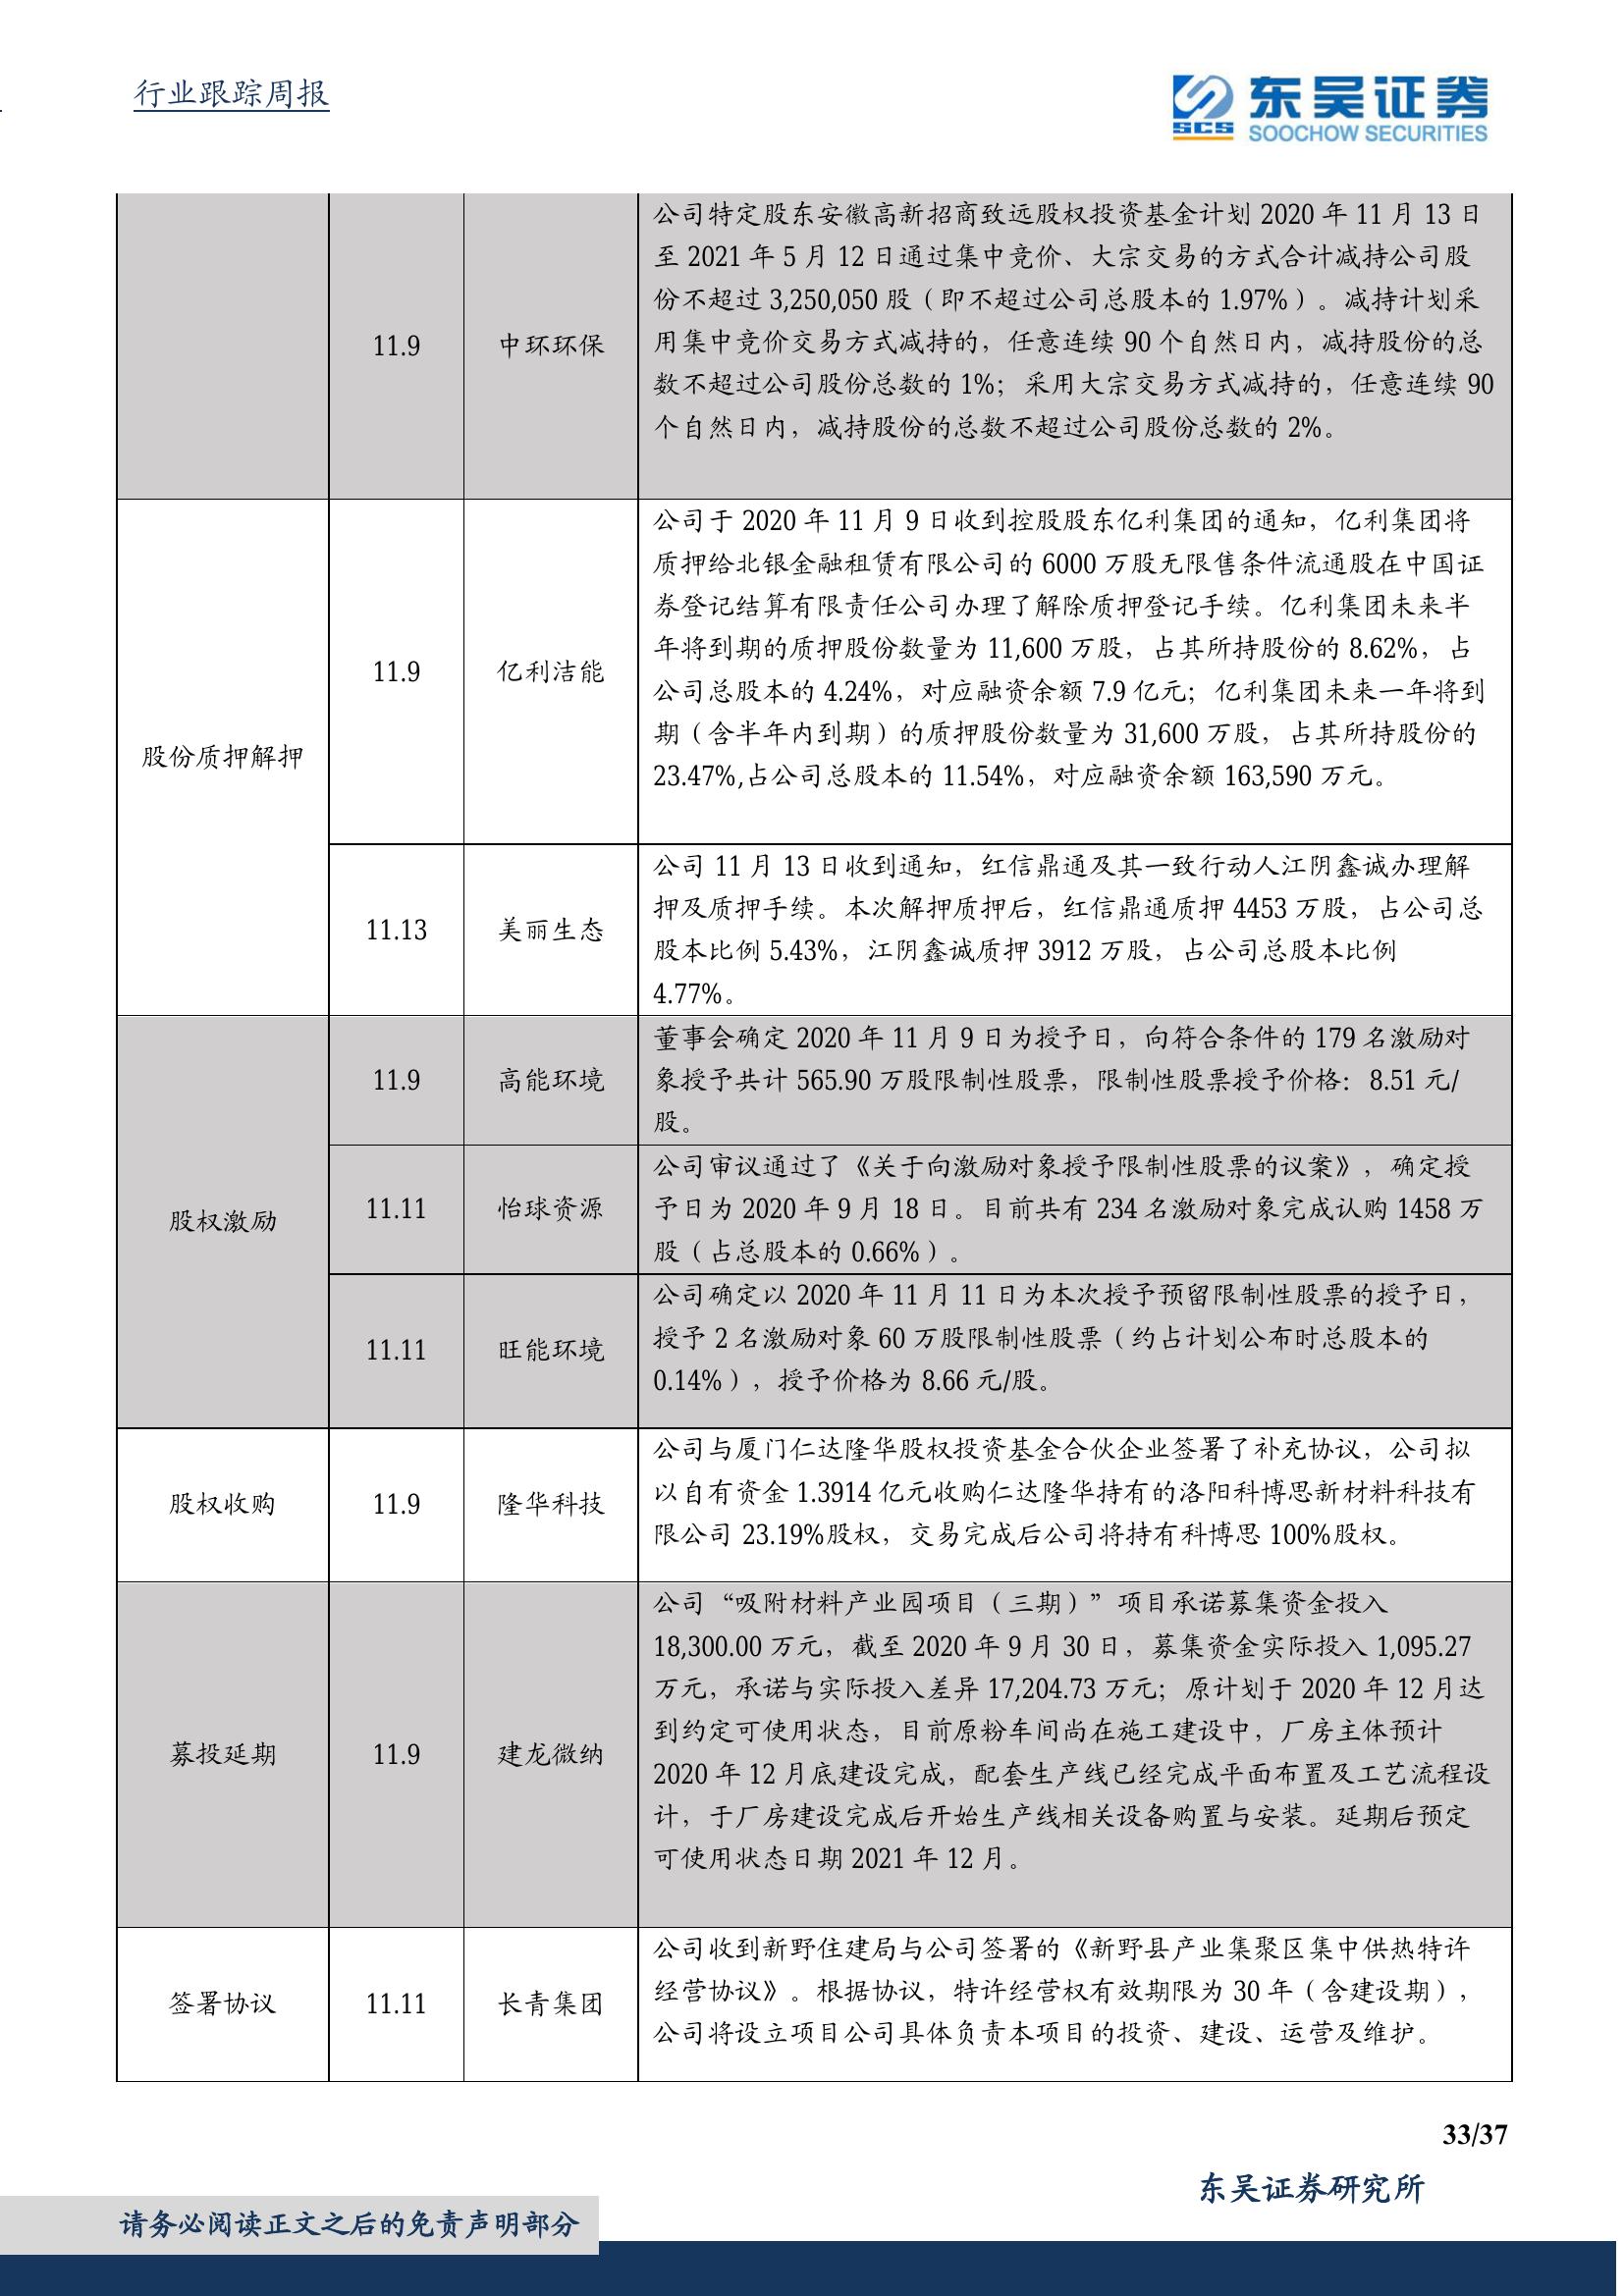 行业跟踪周报
东吴证券
SCS
SOOCHOW SECURITIES
11.9
中环环保
公司特定股东安徽高新招商致远股权投资基金计划 2020 年 11 月 13 日
至 2021 年 5 月 12 日通过集中竞价、大宗交易的方式合计减持公司股
份不超过 3,250,050 股（即不超过公司总股本的 1.97%）。减持计划采
用集中竞价交易方式减持的，任意连续 90 个自然日内，减持股份的总
数不超过公司股份总数的 1%；采用大宗交易方式减持的，任意连续 90
个自然日内，减持股份的总数不超过公司股份总数的 2%。
股份质押解押
11.9
亿利洁能
公司于 2020 年 11 月 9 日收到控股股东亿利集团的通知，亿利集团将
质押给北银金融租赁有限公司的 6000 万股无限售条件流通股在中国证
券登记结算有限责任公司办理了解除质押登记手续。亿利集团未来半
年将到期的质押股份数量为 11,600 万股，占其所持股份的 8.62%，占
公司总股本的 4.24%，对应融资余额 7.9 亿元；亿利集团未来一年将到
期（含半年内到期）的质押股份数量为 31,600 万股，占其所持股份的
23.47%,占公司总股本的 11.54%，对应融资余额 163,590 万元。
11.13
美丽生态
公司 11 月 13 日收到通知，红信鼎通及其一致行动人江阴鑫诚办理解
押及质押手续。本次解押质押后，红信鼎通质押 4453 万股，占公司总
股本比例 5.43%，江阴鑫诚质押 3912 万股，占公司总股本比例
4.77%。
股权激励
11.9
高能环境
董事会确定 2020 年 11 月 9 日为授予日，向符合条件的 179 名激励对
象授予共计 565.90 万股限制性股票，限制性股票授予价格：8.51 元/
股。
11.11
怡球资源
公司审议通过了《关于向激励对象授予限制性股票的议案》，确定授
予日为 2020 年 9 月 18 日。目前共有 234 名激励对象完成认购 1458 万
股（占总股本的 0.66%）。
11.11
旺能环境
公司确定以 2020 年 11 月 11 日为本次授予预留限制性股票的授予日，
授予 2 名激励对象 60 万股限制性股票（约占计划公布时总股本的
0.14%），授予价格为 8.66 元/股。
股权收购
11.9
隆华科技
公司与厦门仁达隆华股权投资基金合伙企业签署了补充协议，公司拟
以自有资金 1.3914 亿元收购仁达隆华持有的洛阳科博思新材料科技有
限公司 23.19%股权，交易完成后公司将持有科博思 100%股权。
募投延期
11.9
建龙微纳
公司“吸附材料产业园项目（三期）”项目承诺募集资金投入
18,300.00 万元，截至 2020 年 9 月 30 日，募集资金实际投入 1,095.27
万元，承诺与实际投入差异 17,204.73 万元；原计划于 2020 年 12 月达
到约定可使用状态，目前原粉车间尚在施工建设中，厂房主体预计
2020 年 12 月底建设完成，配套生产线已经完成平面布置及工艺流程设
计，于厂房建设完成后开始生产线相关设备购置与安装。延期后预定
可使用状态日期 2021 年 12 月。
签署协议
11.11
长青集团
公司收到新野住建局与公司签署的《新野县产业集聚区集中供热特许
经营协议》。根据协议，特许经营权有效期限为 30 年（含建设期），
公司将设立项目公司具体负责本项目的投资、建设、运营及维护。
33/37
东吴证券研究所
请务必阅读正文之后的免责声明部分